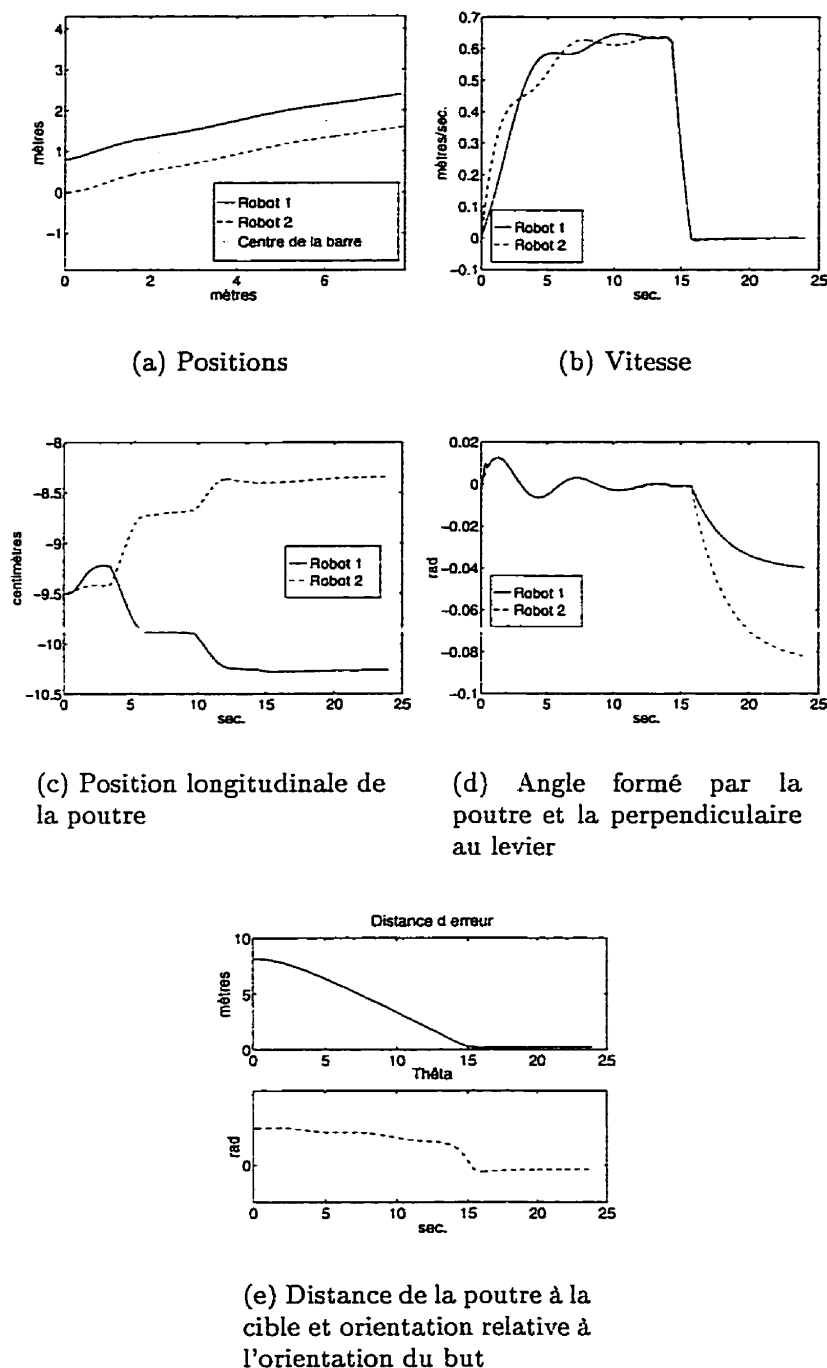 4
3
2
1
0
-1
mètres
0
2
4
6
mètres
Robot 1
Robot 2
Centre de la barre
0.7
0.6
0.5
0.4
0.3
0.2
0.1
0
-0.1
mètres/sec.
0
5
10
15
20
25
sec.
Robot 1
Robot 2
(a) Positions
(b) Vitesse
-8
-8.5
-9
-9.5
-10
-10.5
centimètres
0
5
10
15
20
25
sec.
Robot 1
Robot 2
0.02
0
-0.02
-0.04
-0.06
-0.08
-0.1
rad
0
5
10
15
20
25
sec.
Robot 1
Robot 2
(c) Position longitudinale de
la poutre
(d) Angle formé par la
poutre et la perpendiculaire
au levier
Distance d erreur
10
5
0
mètres
0
5
10
15
20
25
Thêta
rad
0
0
5
10
15
20
25
sec.
(e) Distance de la poutre à la
cible et orientation relative à
l'orientation du but